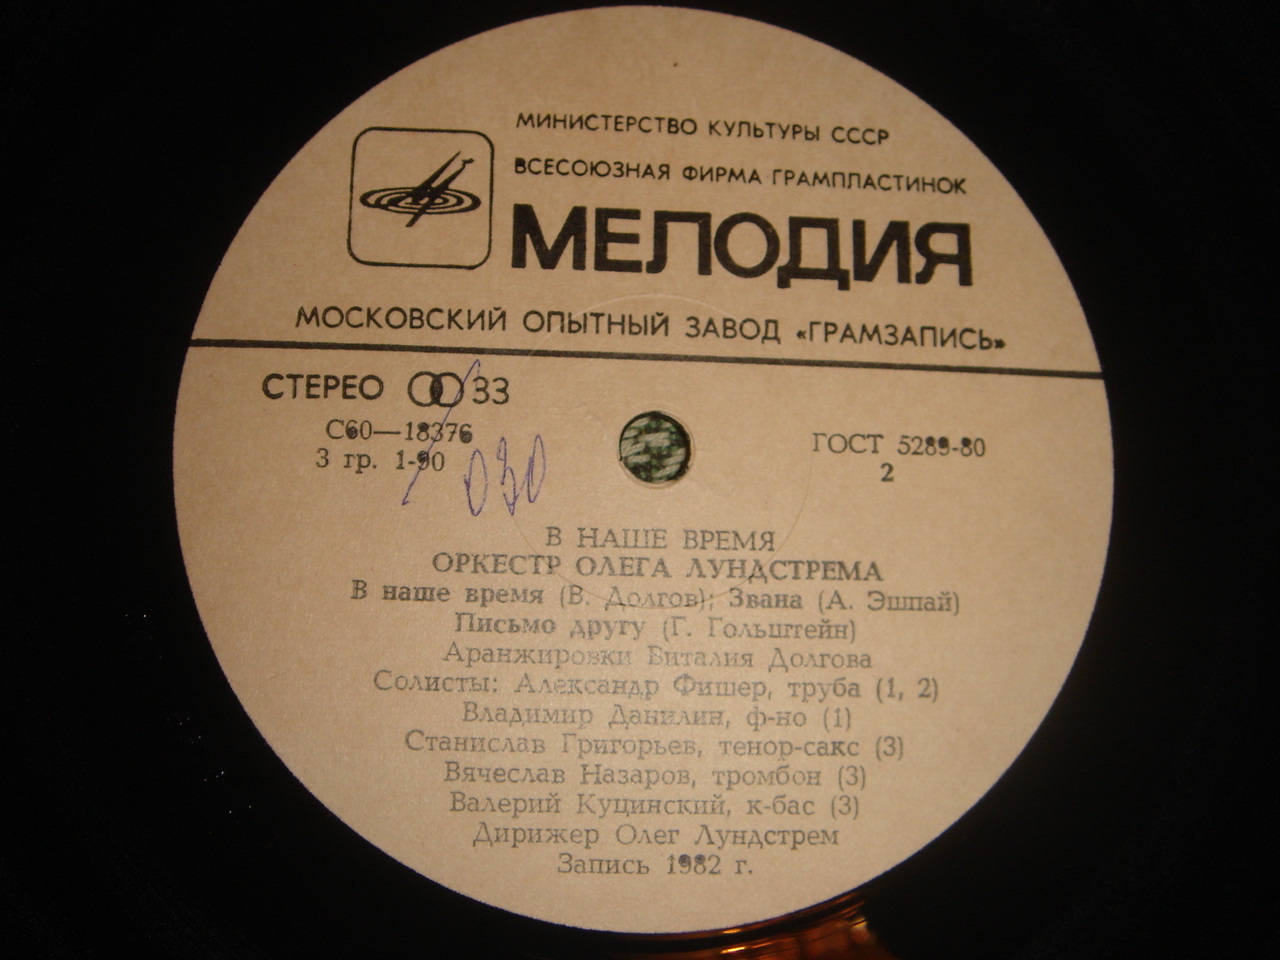 МИНИСТЕРСТВО КУЛЬТУРЫ СССР
ВСЕСОЮЗНАЯ ФИРМА ГРАМПЛАСТИНОК
МЕЛОДИЯ
МОСКОВСКИЙ ОПЫТНЫЙ ЗАВОД «ГРАМЗАПИСЬ»
СТЕРЕО 33
С60—18376
3 гр. 1-90
030
ГОСТ 5289-80
2
В НАШЕ ВРЕМЯ
ОРКЕСТР ОЛЕГА ЛУНДСТРЕМА
В наше время (В. Долгов); Звана (А. Эшпай)
Письмо другу (Г. Гольштейн)
Аранжировки Виталия Долгова
Солисты: Александр Фишер, труба (1, 2)
Владимир Данилин, ф-но (1)
Станислав Григорьев, тенор-сакс (3)
Вячеслав Назаров, тромбон (3)
Валерий Куцинский, к-бас (3)
Дирижер Олег Лундстрем
Запись 1982 г.